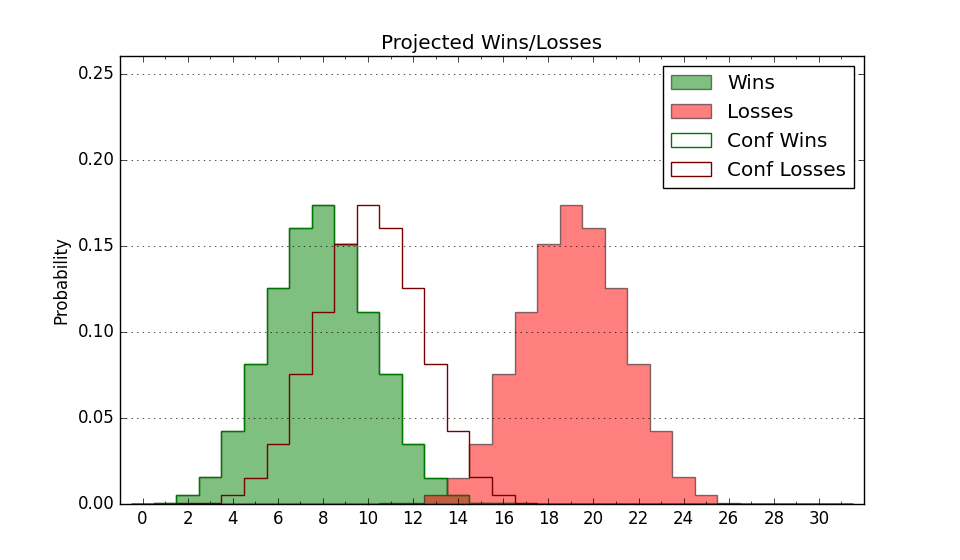 Projected Wins/Losses
0.25
0.20
0.15
0.10
0.05
0.00
Probability
Wins
Losses
Conf Wins
Conf Losses
0 2 4 6 8 10 12 14 16 18 20 22 24 26 28 30